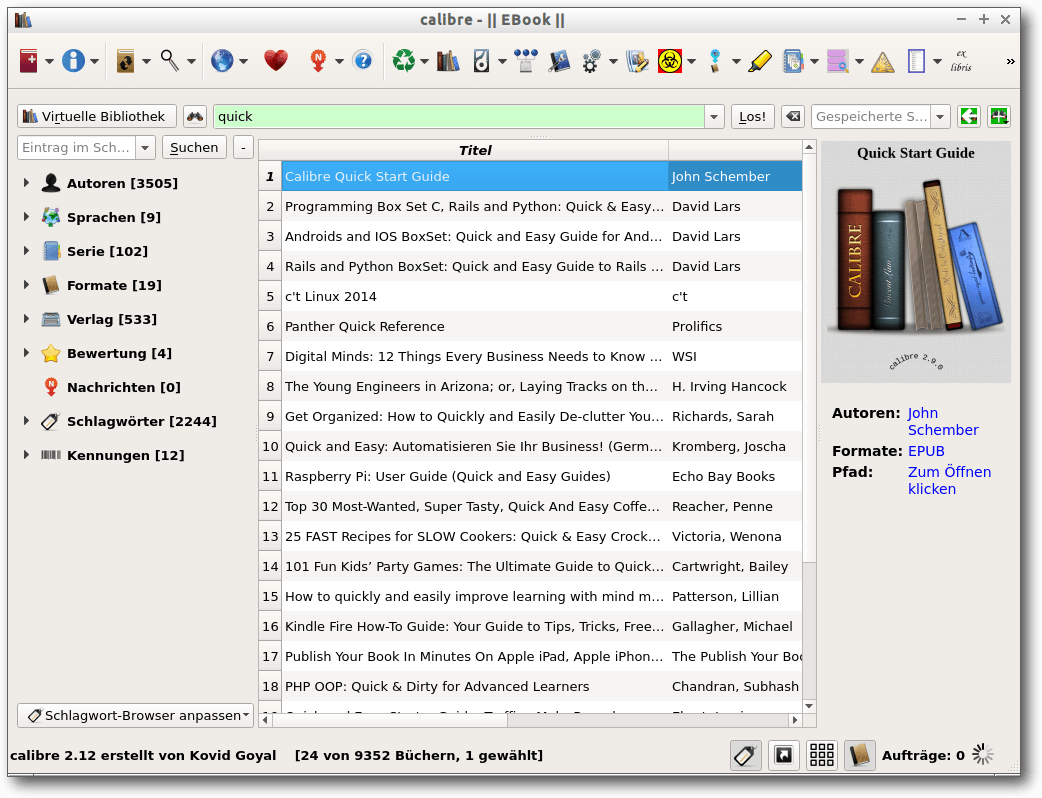 calibre - || EBook ||
ex
libris
»
Virtuelle Bibliothek
quick
Los!
Gespeicherte S...
Eintrag im Sch...
Suchen
-
Titel
Autoren [3505]
Sprachen [9]
Serie [102]
Formate [19]
Verlag [533]
Bewertung [4]
Nachrichten [0]
Schlagwörter [2244]
Kennungen [12]
1 Calibre Quick Start Guide John Schember
2 Programming Box Set C, Rails and Python: Quick & Easy... David Lars
3 Androids and IOS BoxSet: Quick and Easy Guide for And... David Lars
4 Rails and Python BoxSet: Quick and Easy Guide to Rails ... David Lars
5 c't Linux 2014 c't
6 Panther Quick Reference Prolifics
7 Digital Minds: 12 Things Every Business Needs to Know ... WSI
8 The Young Engineers in Arizona; or, Laying Tracks on th... H. Irving Hancock
9 Get Organized: How to Quickly and Easily De-clutter You... Richards, Sarah
10 Quick and Easy: Automatisieren Sie Ihr Business! (Germ... Kromberg, Joscha
11 Raspberry Pi: User Guide (Quick and Easy Guides) Echo Bay Books
12 Top 30 Most-Wanted, Super Tasty, Quick And Easy Coffe... Reacher, Penne
13 25 FAST Recipes for SLOW Cookers: Quick & Easy Crock... Victoria, Wenona
14 101 Fun Kids’ Party Games: The Ultimate Guide to Quick... Cartwright, Bailey
15 How to quickly and easily improve learning with mind m... Patterson, Lillian
16 Kindle Fire How-To Guide: Your Guide to Tips, Tricks, Free... Gallagher, Michael
17 Publish Your Book In Minutes On Apple iPad, Apple iPhon... The Publish Your Boo
18 PHP OOP: Quick & Dirty for Advanced Learners Chandran, Subhash
Quick Start Guide
CALIBRE
calibre 2.9.0
Autoren: John
Schember
Formate: EPUB
Pfad: Zum Öffnen
klicken
Schlagwort-Browser anpassen
calibre 2.12 erstellt von Kovid Goyal [24 von 9352 Büchern, 1 gewählt]
Aufträge: 0